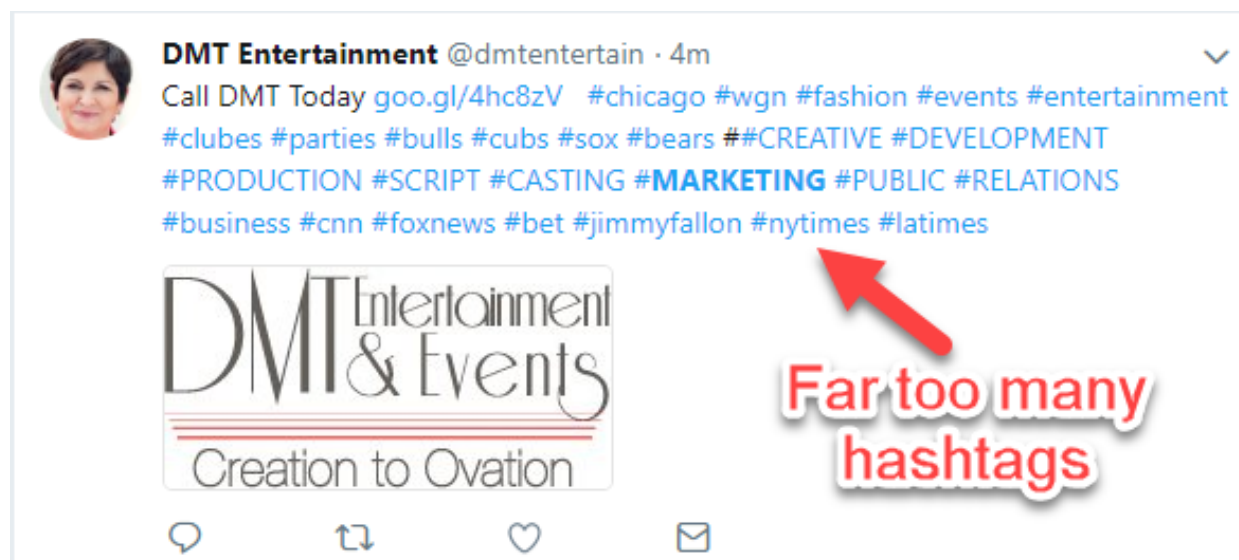 DMT Entertainment @dmtentertain · 4m
Call DMT Today goo.gl/4hc8zV #chicago #wgn #fashion #events #entertainment
#clubes #parties #bulls #cubs #sox #bears ##CREATIVE #DEVELOPMENT
#PRODUCTION #SCRIPT #CASTING #MARKETING #PUBLIC #RELATIONS
#business #cnn #foxnews #bet #jimmyfallon #nytimes #latimes
DMT Entertainment
& Events
Creation to Ovation
Far too many
hashtags